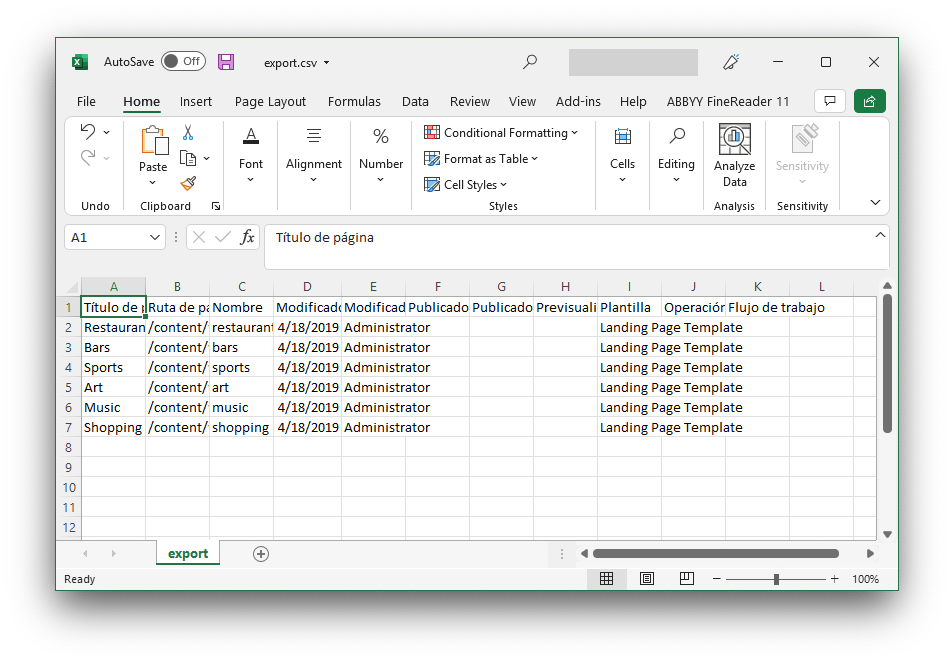 AutoSave Off export.csv
File Home Insert Page Layout Formulas Data Review View Add-ins Help ABBYY FineReader 11
Paste Font Alignment Number Conditional Formatting Format as Table Cell Styles Cells Editing Analyze Data Sensitivity
Undo Clipboard Styles Analysis Sensitivity
A1 fx Título de página
A B C D E F G H I J K L
1 Título de Ruta de Nombre Modificado Modificad Publicado Publicado Previsuali Plantilla Operación Flujo de trabajo
2 Restauran /content/ restaurant 4/18/2019 Administrator Landing Page Template
3 Bars /content/ bars 4/18/2019 Administrator Landing Page Template
4 Sports /content/ sports 4/18/2019 Administrator Landing Page Template
5 Art /content/ art 4/18/2019 Administrator Landing Page Template
6 Music /content/ music 4/18/2019 Administrator Landing Page Template
7 Shopping /content/ shopping 4/18/2019 Administrator Landing Page Template
8
9
10
11
12
export
Ready 100%